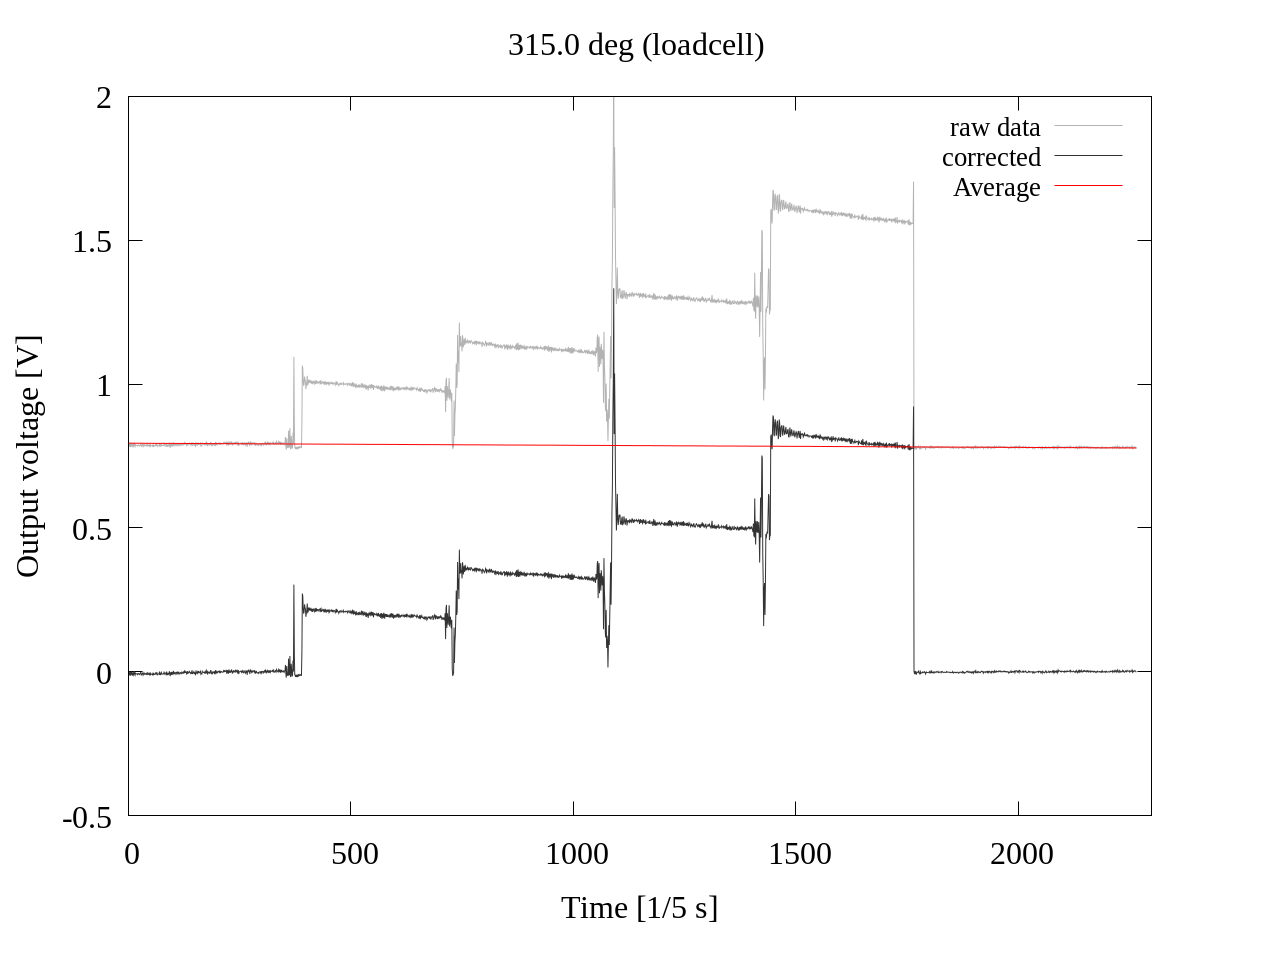 315.0 deg (loadcell)
raw data
corrected
Average
2
1.5
1
0.5
0
-0.5
Output voltage [V]
0 500 1000 1500 2000
Time [1/5 s]